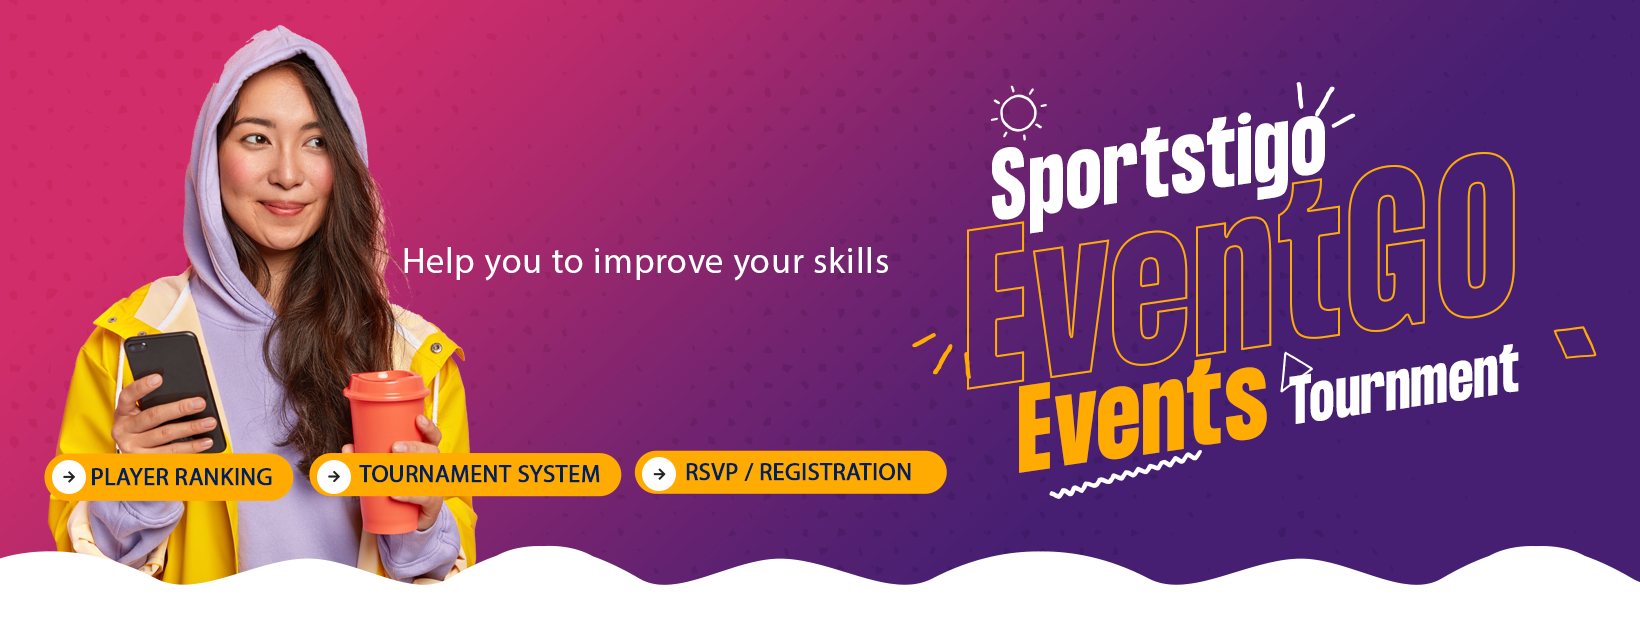 Help you to improve your skills
PLAYER RANKING
TOURNAMENT SYSTEM
RSVP / REGISTRATION
Sportstigo
EventGO
Events
Tournment